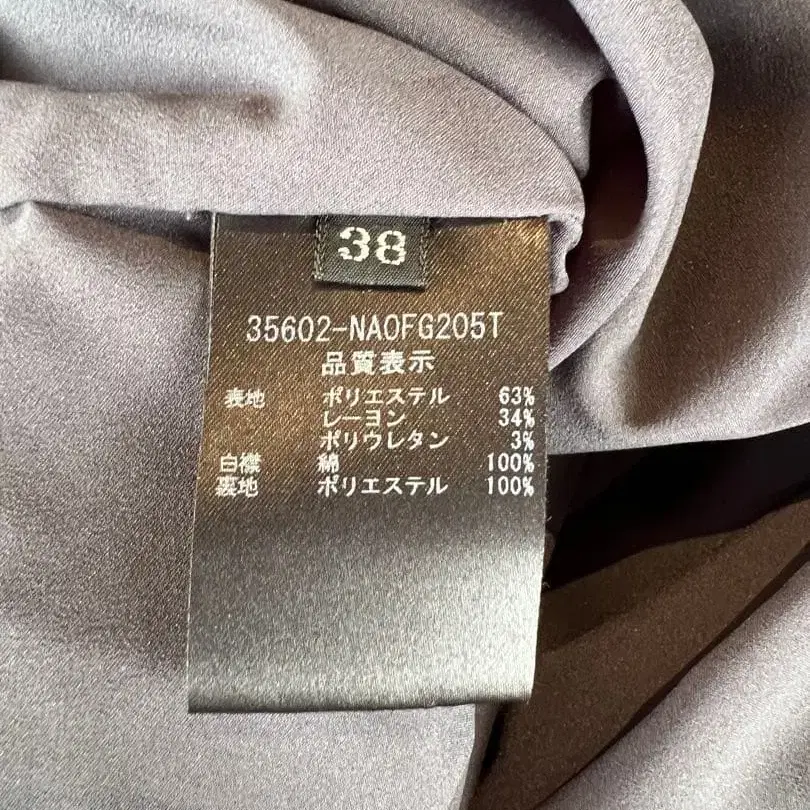 38
35602-NAOFG205T
品質表示
表地 ポリエステル 63%
レーヨン 34%
ポリウレタン 3%
白襟 綿 100%
裏地 ポリエステル 100%